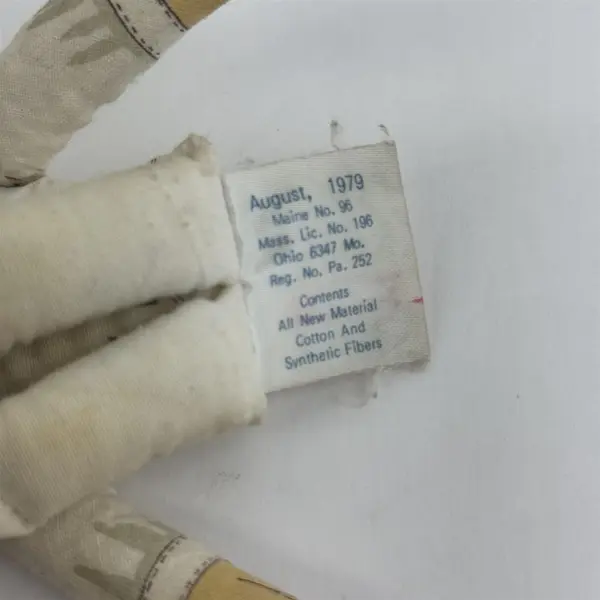 August, 1979
Maine No. 96
Mass. Lic. No. 196
Ohio 6347 Mo.
Reg. No. Pa. 252
Contents
All New Material
Cotton And
Synthetic Fibers